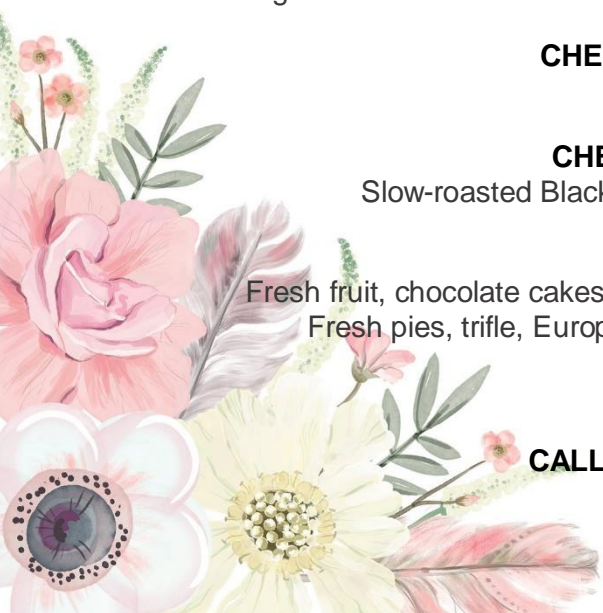 CHE
CHE
Slow-roasted Black
Fresh fruit, chocolate cakes
Fresh pies, trifle, Europ
CALL